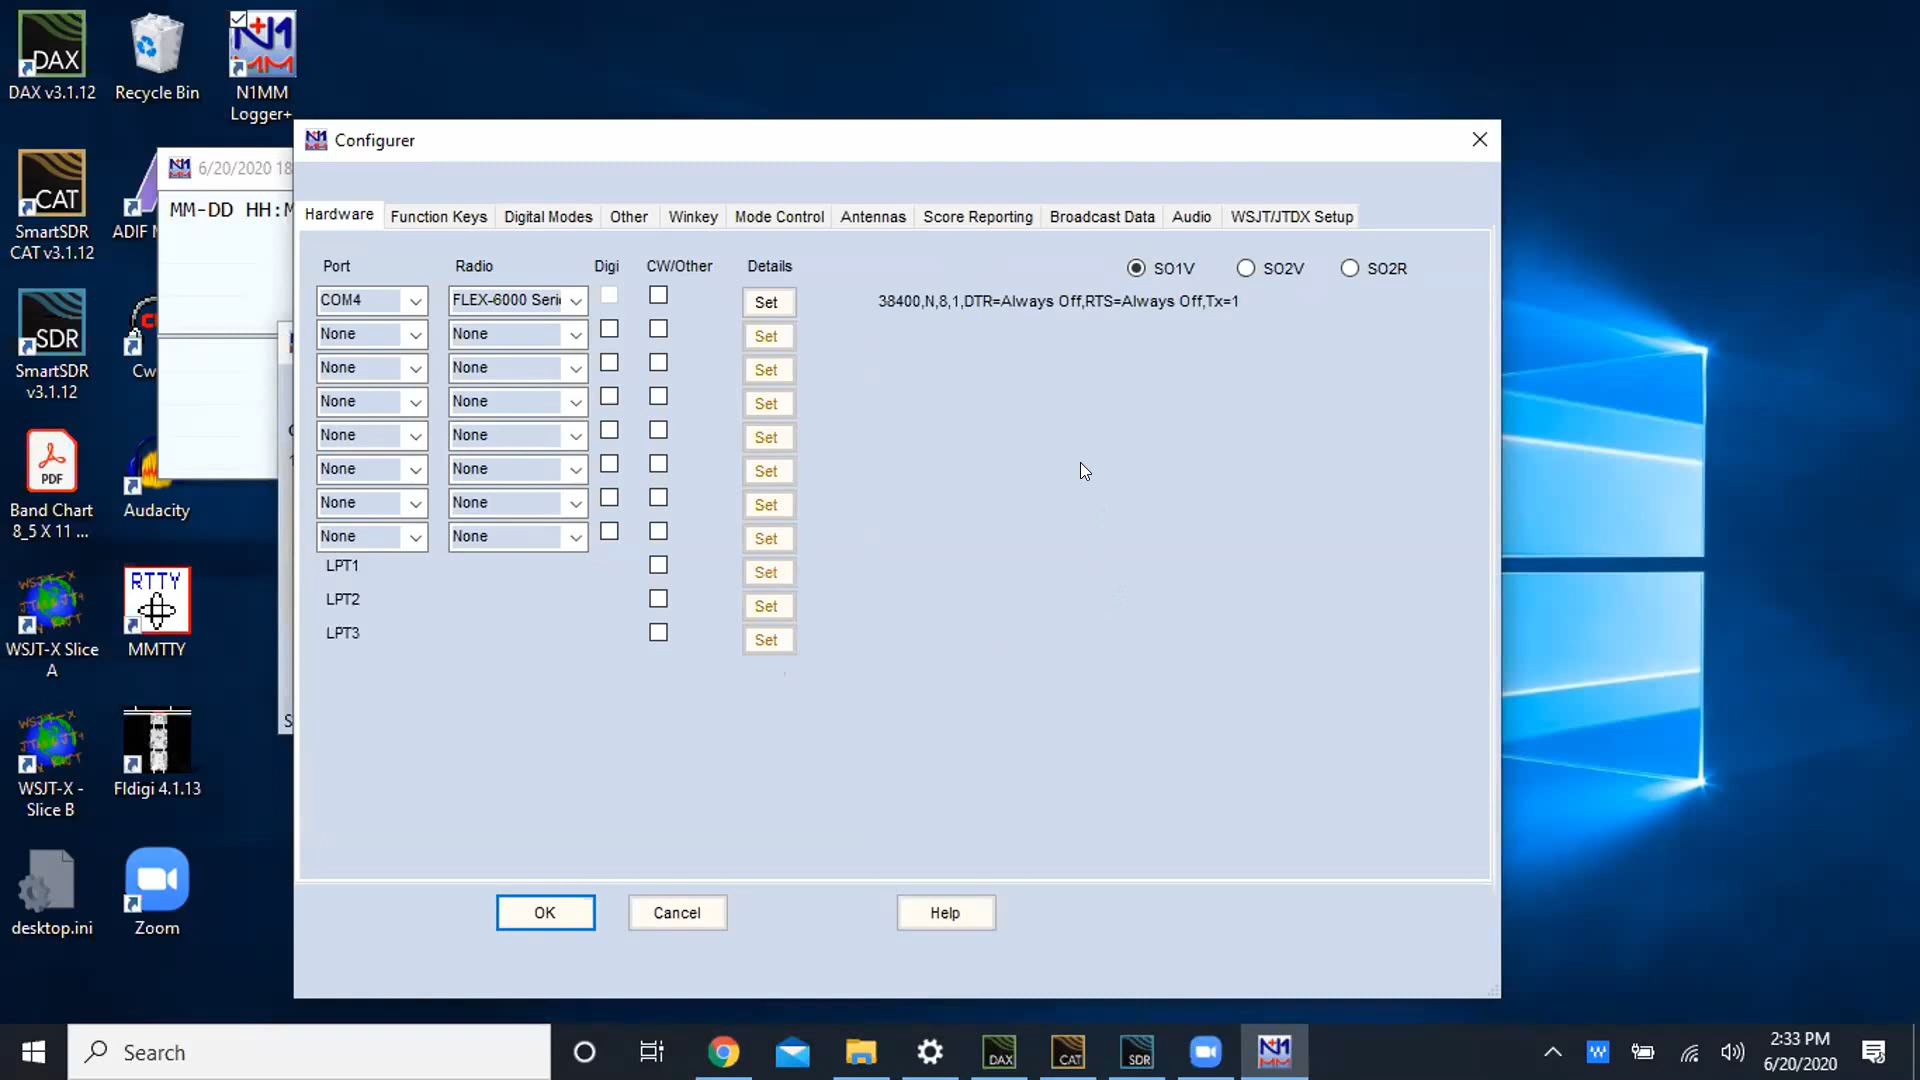 DAX
DAX v3.1.12
Recycle Bin
N1
MM
N1MM
Logger+
CAT
SmartSDR
CAT v3.1.12
SDR
SmartSDR
v3.1.12
PDF
Band Chart
8_5 X 11 ...
Audacity
WSJT-X Slice
A
RTTY
MMTTY
WSJT-X -
Slice B
Fldigi 4.1.13
desktop.ini
Zoom
6/20/2020 18
MM-DD HH:M
Configurer
Hardware
Function Keys
Digital Modes
Other
Winkey
Mode Control
Antennas
Score Reporting
Broadcast Data
Audio
WSJT/JTDX Setup
Port Radio Digi CW/Other Details
SO1V SO2V SO2R
COM4 FLEX-6000 Seri Set 38400,N,8,1,DTR=Always Off,RTS=Always Off,Tx=1
None None Set
None None Set
None None Set
None None Set
None None Set
None None Set
None None Set
LPT1 Set
LPT2 Set
LPT3 Set
OK Cancel Help
Search
DAX
CAT
SDR
2:33 PM
6/20/2020